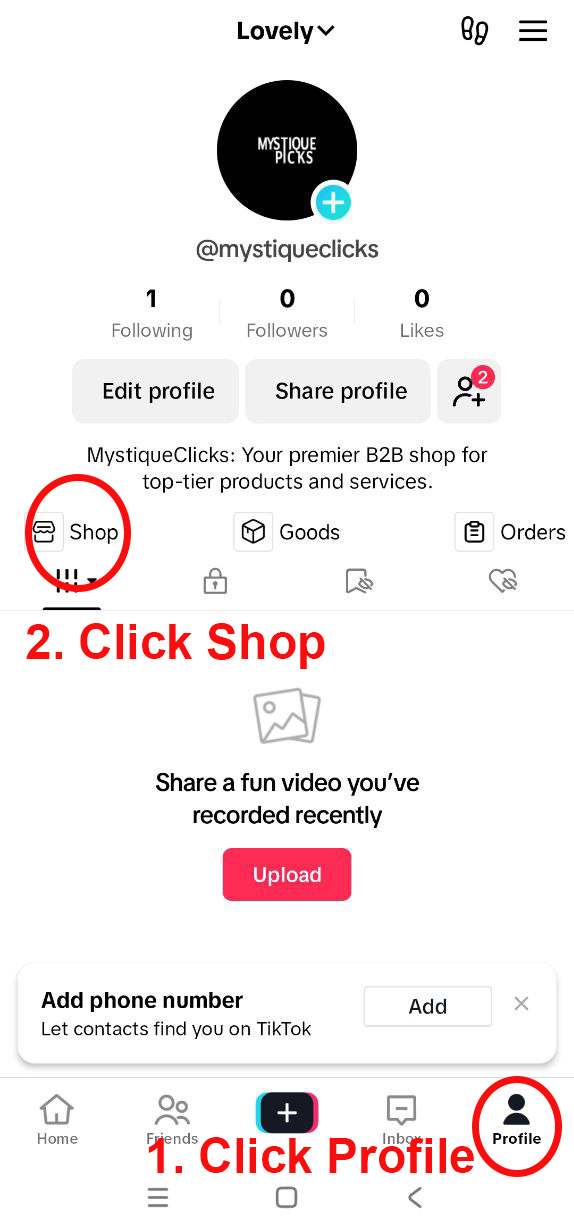 Lovely
MYSTIQUE
PICKS
@mystiqueclicks
1 0 0
Following Followers Likes
Edit profile Share profile 2
MystiqueClicks: Your premier B2B shop for
top-tier products and services.
Shop Goods Orders
2. Click Shop
Share a fun video you've
recorded recently
Upload
Add phone number
Let contacts find you on TikTok
Add
Home Friends Inbox Profile
1. Click Profile